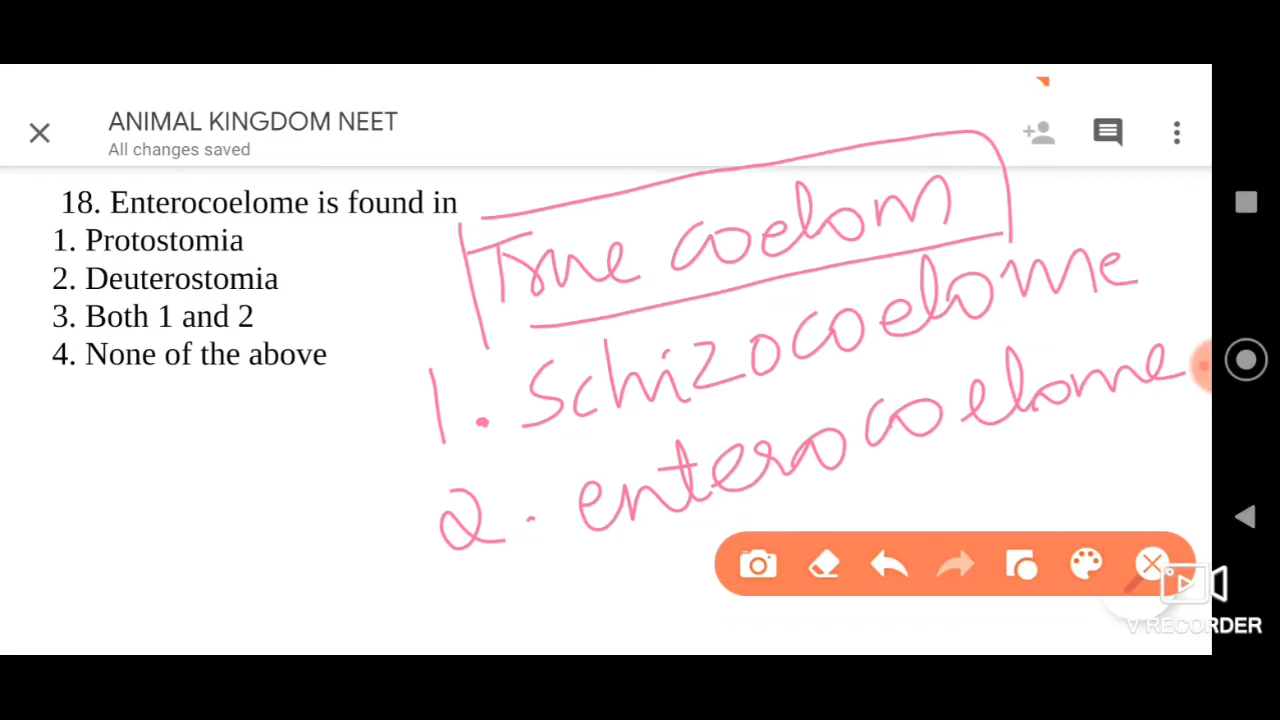 ANIMAL KINGDOM NEET
All changes saved
18. Enterocoelome is found in
1. Protostomia
2. Deuterostomia
3. Both 1 and 2
4. None of the above
True coelom
1. Schizocoelome
2. enterocoelome
V RECORDER